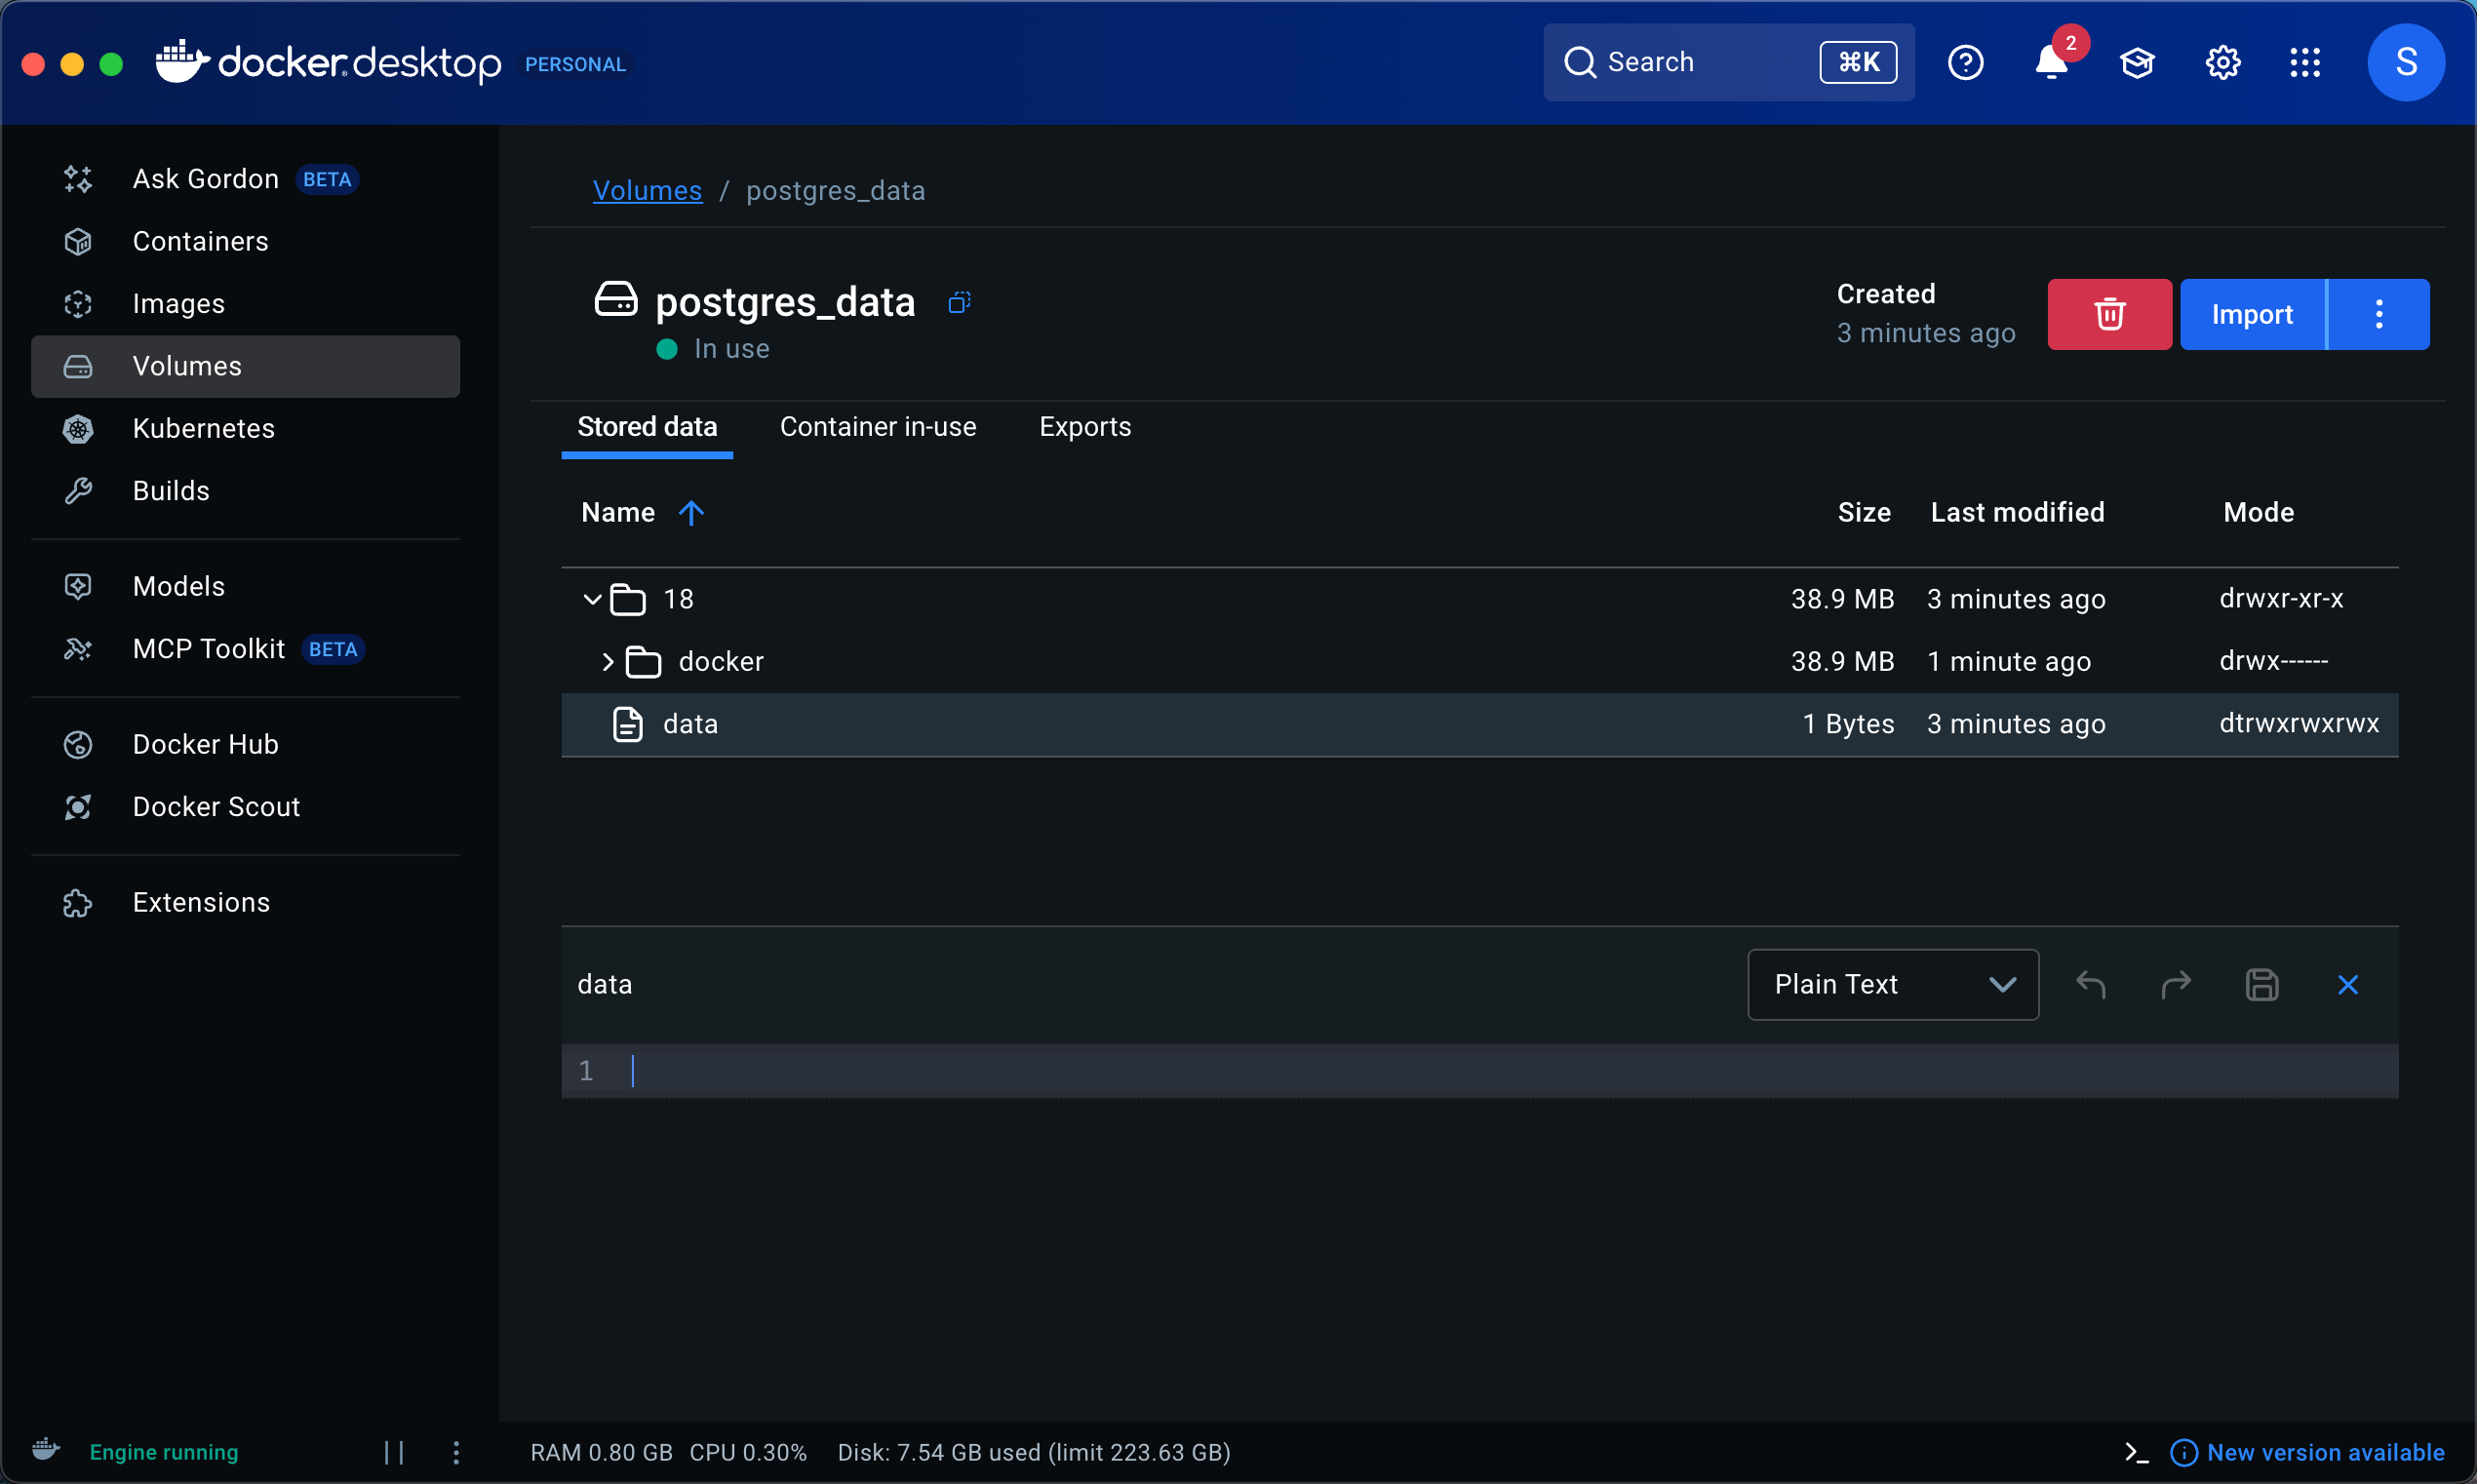 docker desktop PERSONAL
Search ⌘K
2
S
Ask Gordon BETA
Containers
Images
Volumes
Kubernetes
Builds
Models
MCP Toolkit BETA
Docker Hub
Docker Scout
Extensions
Volumes / postgres_data
postgres_data
In use
Created
3 minutes ago
Import
Stored data Container in-use Exports
Name Size Last modified Mode
18 38.9 MB 3 minutes ago drwxr-xr-x
docker 38.9 MB 1 minute ago drwx------
data 1 Bytes 3 minutes ago dtrwxrwxrwx
data Plain Text
1
Engine running RAM 0.80 GB CPU 0.30% Disk: 7.54 GB used (limit 223.63 GB) New version available